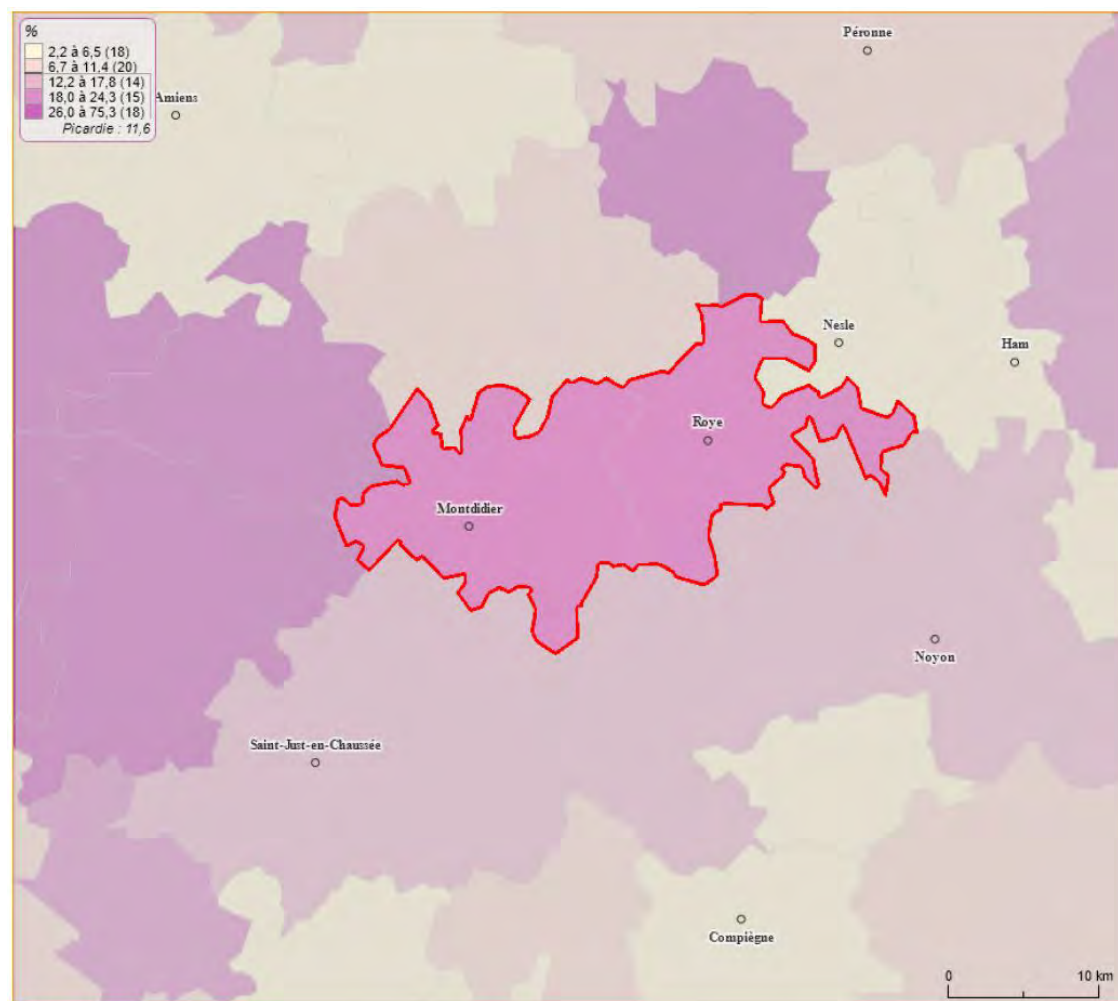 %
2,2 à 6,5 (18)
6,7 à 11,4 (20)
12,2 à 17,8 (14)
18,0 à 24,3 (15)
26,0 à 75,3 (18)
Picardie : 11,6
Péronne
Amiens
Nesle
Ham
Roye
Montdidier
Noyon
Saint-Just-en-Chaussée
Compiègne
0 10 km